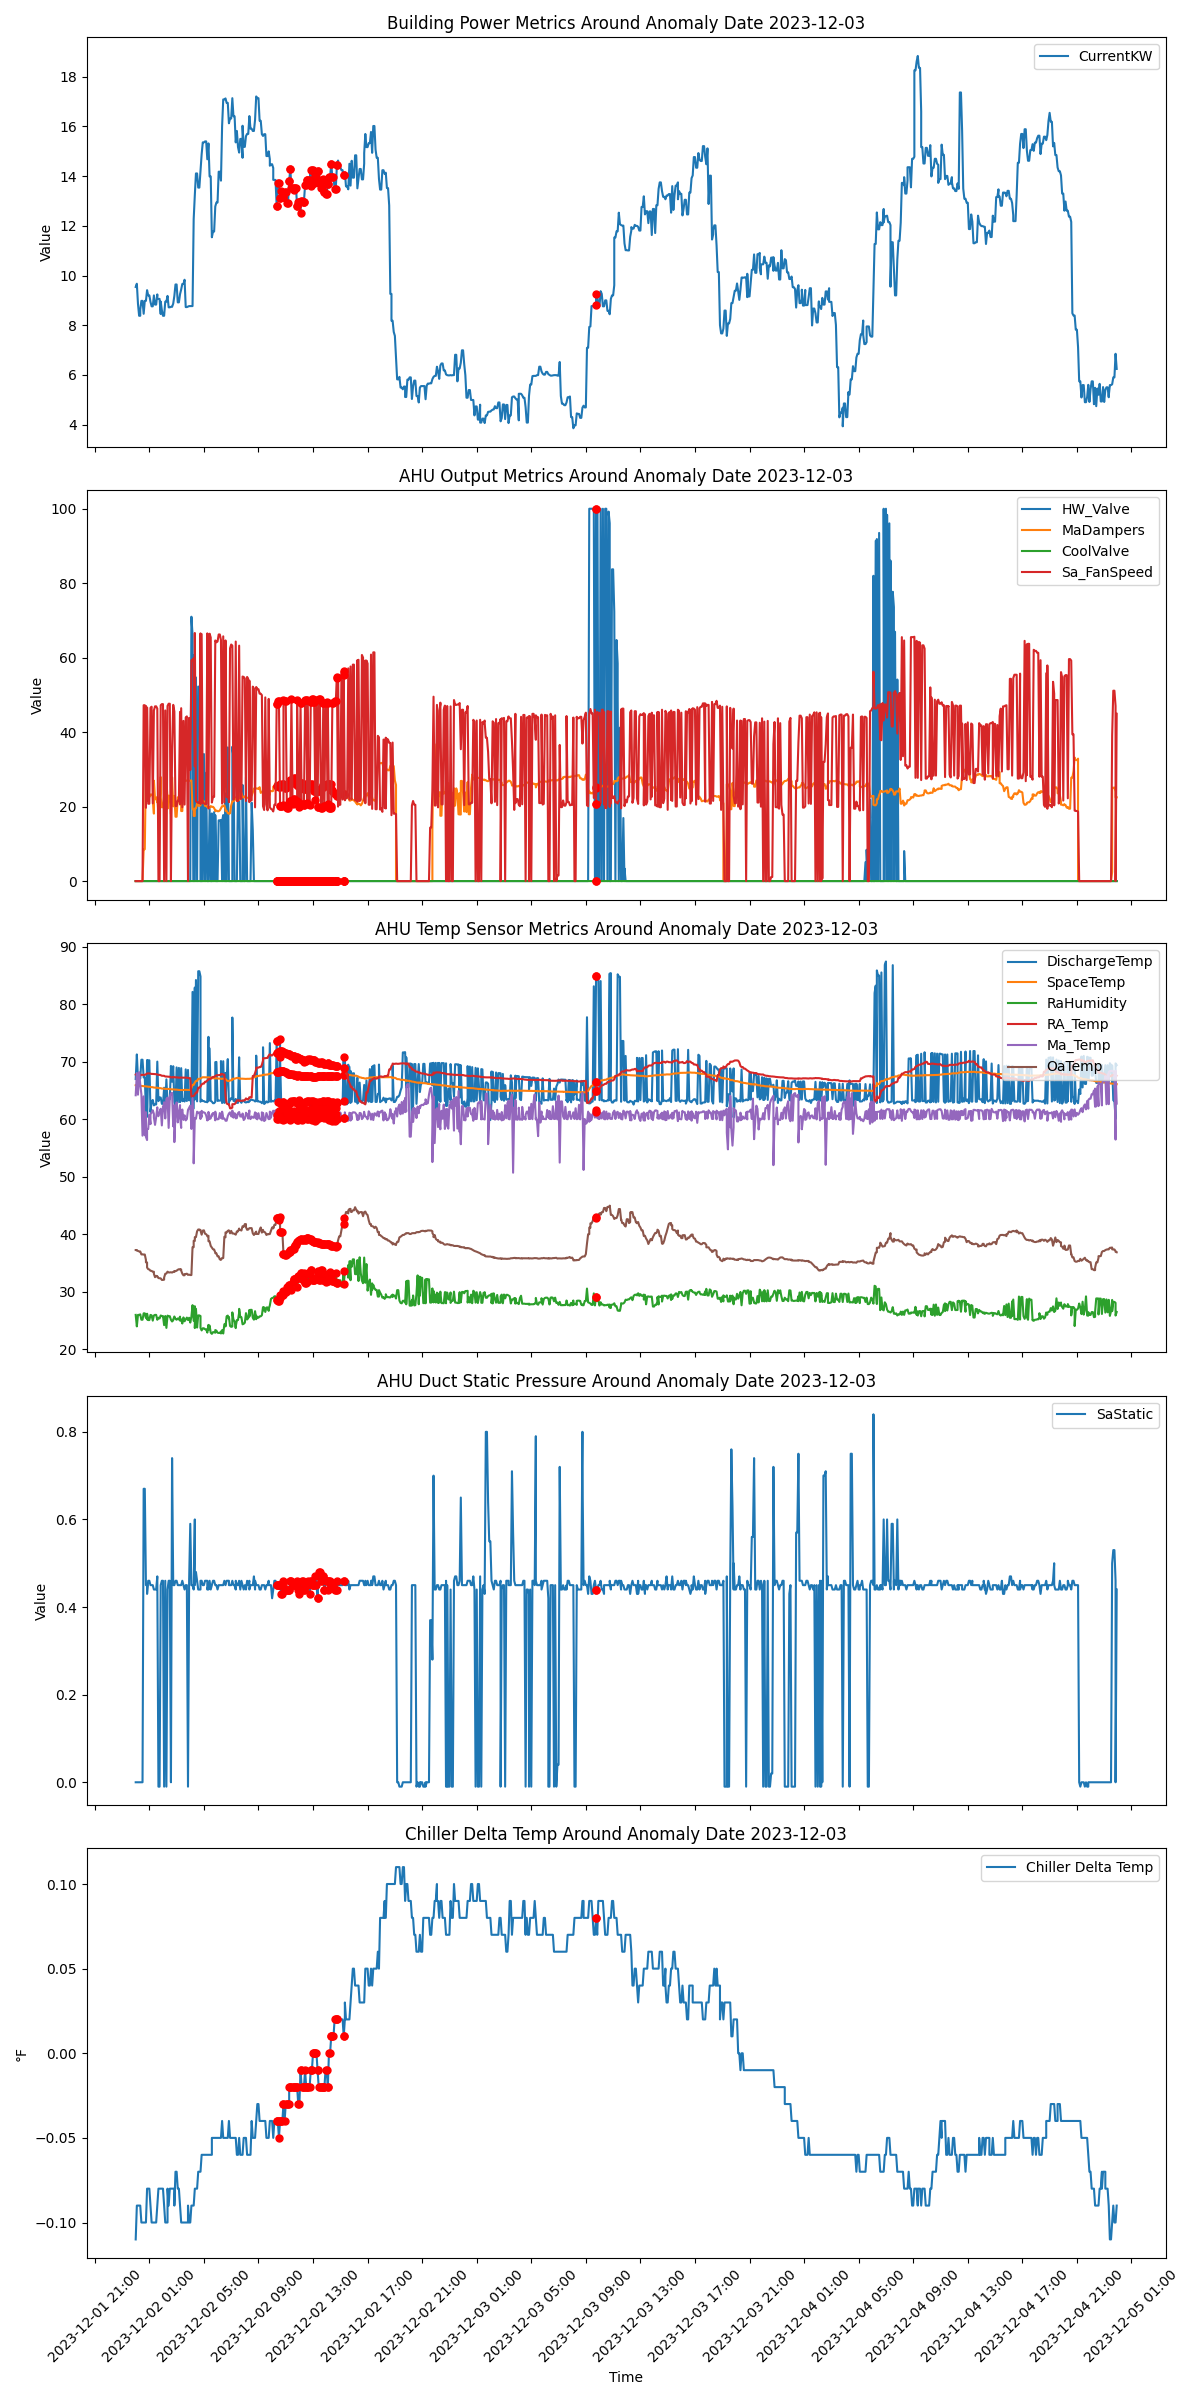 Building Power Metrics Around Anomaly Date 2023-12-03
CurrentKW
18
16
14
12
10
8
6
4
Value
AHU Output Metrics Around Anomaly Date 2023-12-03
HW_Valve
MaDampers
CoolValve
Sa_FanSpeed
100
80
60
40
20
0
Value
AHU Temp Sensor Metrics Around Anomaly Date 2023-12-03
DischargeTemp
SpaceTemp
RaHumidity
RA_Temp
Ma_Temp
OaTemp
90
80
70
60
50
40
30
20
Value
AHU Duct Static Pressure Around Anomaly Date 2023-12-03
SaStatic
0.8
0.6
0.4
0.2
0.0
Value
Chiller Delta Temp Around Anomaly Date 2023-12-03
Chiller Delta Temp
0.10
0.05
0.00
−0.05
−0.10
°F
2023-12-01 21:00
2023-12-02 01:00
2023-12-02 05:00
2023-12-02 09:00
2023-12-02 13:00
2023-12-02 17:00
2023-12-02 21:00
2023-12-03 01:00
2023-12-03 05:00
2023-12-03 09:00
2023-12-03 13:00
2023-12-03 17:00
2023-12-03 21:00
2023-12-04 01:00
2023-12-04 05:00
2023-12-04 09:00
2023-12-04 13:00
2023-12-04 17:00
2023-12-04 21:00
2023-12-05 01:00
Time